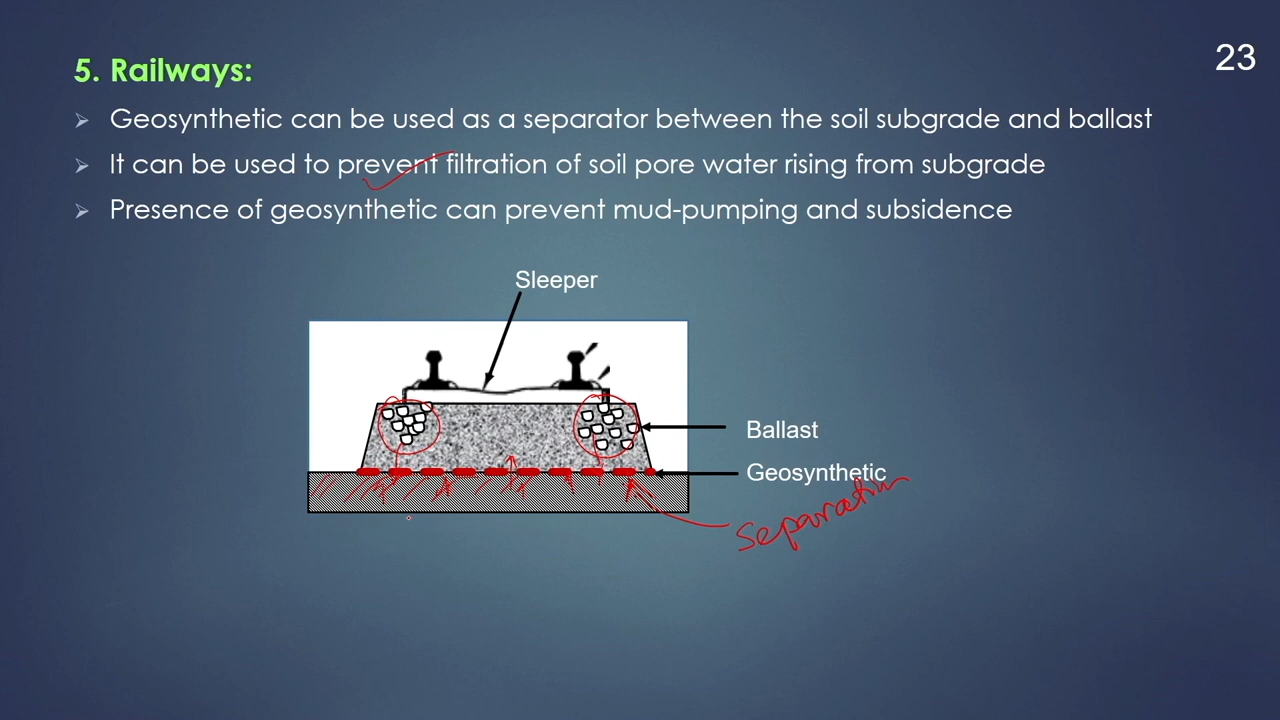 23
5. Railways:
Geosynthetic can be used as a separator between the soil subgrade and ballast
It can be used to prevent filtration of soil pore water rising from subgrade
Presence of geosynthetic can prevent mud-pumping and subsidence
Sleeper
Ballast
Geosynthetic
Separation